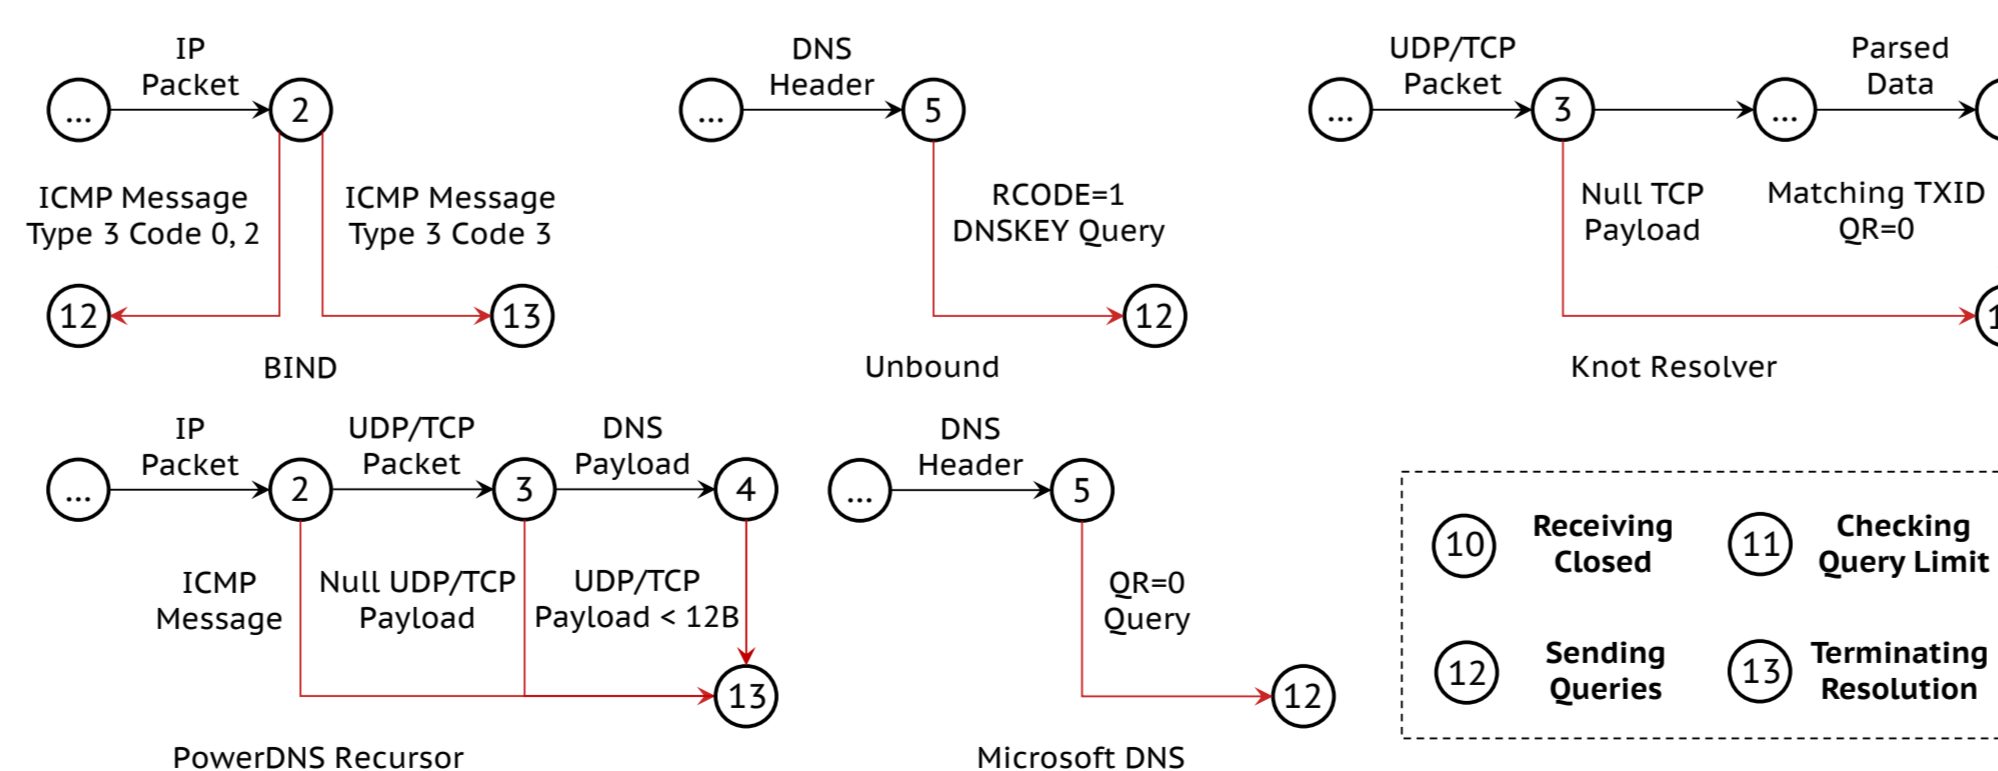 IP
Packet
...
2
ICMP Message
Type 3 Code 0, 2
ICMP Message
Type 3 Code 3
12
13
BIND
DNS
Header
...
5
RCODE=1
DNSKEY Query
12
Unbound
UDP/TCP
Packet
Parsed
Data
...
3
...
Null TCP
Payload
Matching TXID
QR=0
Knot Resolver
IP
Packet
UDP/TCP
Packet
DNS
Payload
...
2
3
4
ICMP
Message
Null UDP/TCP
Payload
UDP/TCP
Payload < 12B
13
PowerDNS Recursor
DNS
Header
...
5
QR=0
Query
12
Microsoft DNS
10
Receiving
Closed
11
Checking
Query Limit
12
Sending
Queries
13
Terminating
Resolution